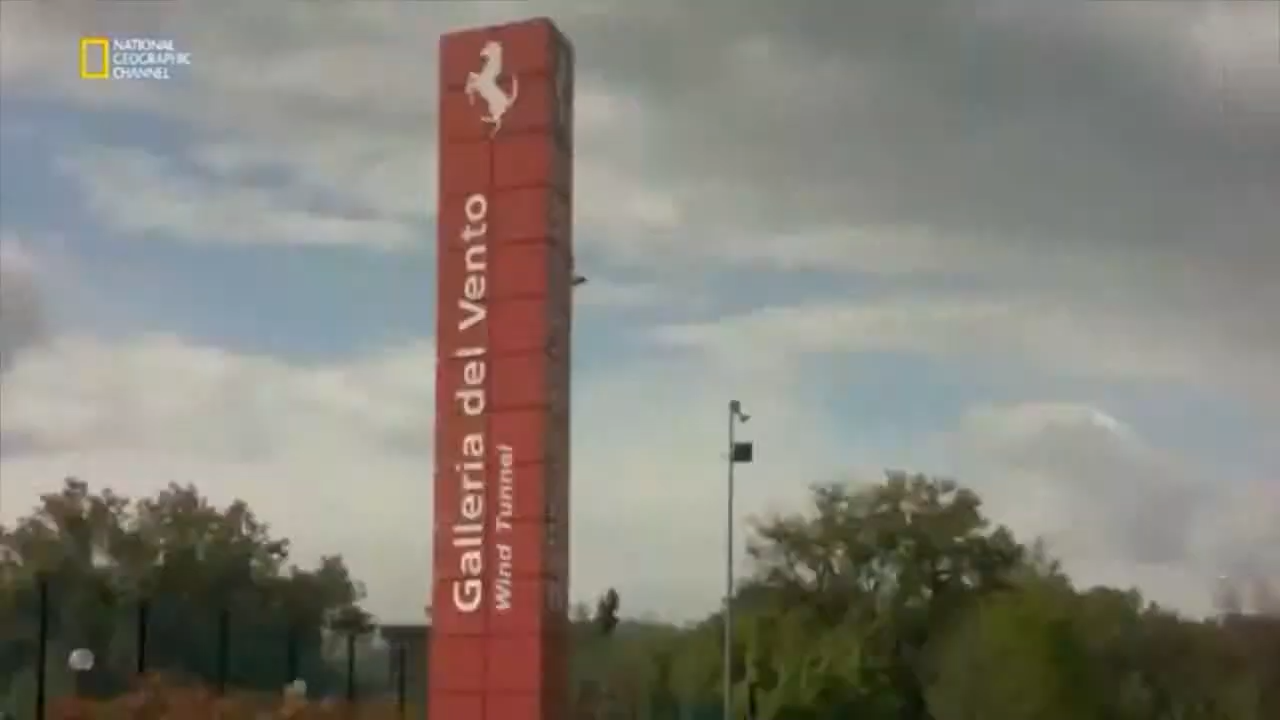 NATIONAL
GEOGRAPHIC
CHANNEL
Galleria del Vento
Wind Tunnel